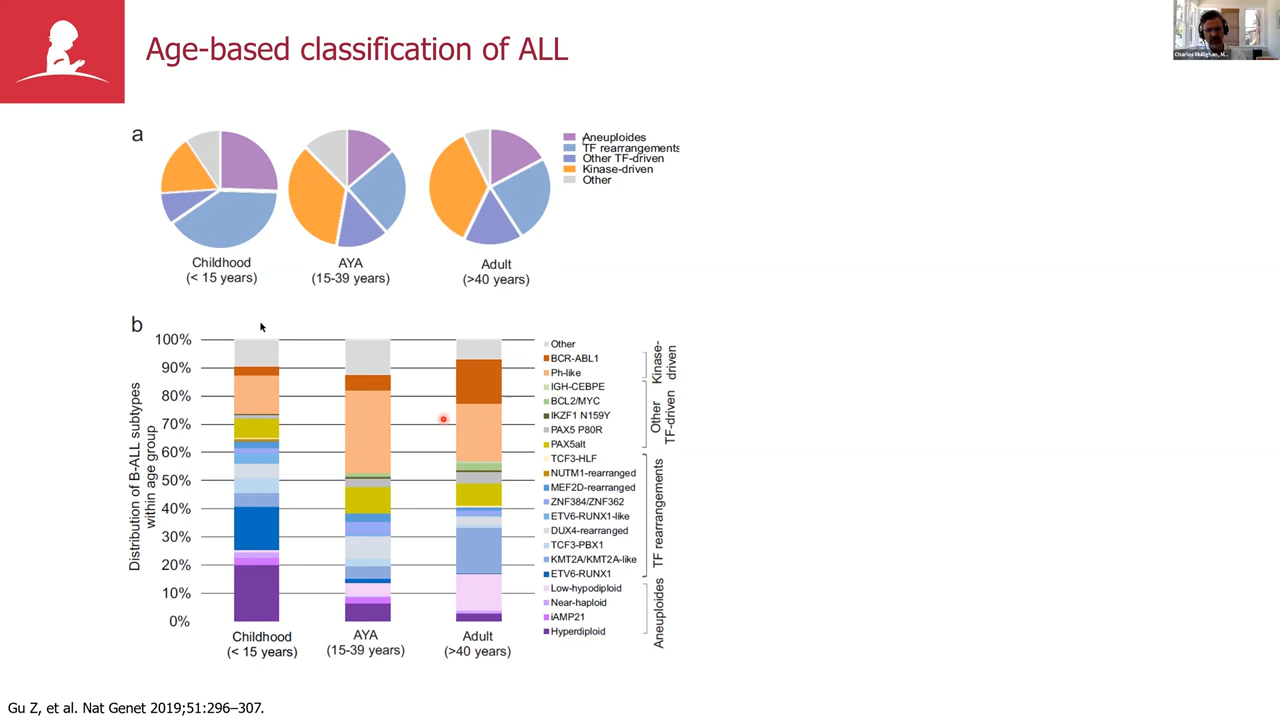 Age-based classification of ALL
Charles Mullighan, M...
a
Aneuploides
TF rearrangements
Other TF-driven
Kinase-driven
Other
Childhood
(< 15 years)
AYA
(15-39 years)
Adult
(>40 years)
b
Distribution of B-ALL subtypes
within age group
100%
90%
80%
70%
60%
50%
40%
30%
20%
10%
0%
Childhood
(< 15 years)
AYA
(15-39 years)
Adult
(>40 years)
Other
BCR-ABL1
Ph-like
IGH-CEBPE
BCL2/MYC
IKZF1 N159Y
PAX5 P80R
PAX5alt
TCF3-HLF
NUTM1-rearranged
MEF2D-rearranged
ZNF384/ZNF362
ETV6-RUNX1-like
DUX4-rearranged
TCF3-PBX1
KMT2A/KMT2A-like
ETV6-RUNX1
Low-hypodiploid
Near-haploid
iAMP21
Hyperdiploid
Kinase-
driven
Other
TF-driven
TF rearrangements
Aneuploides
Gu Z, et al. Nat Genet 2019;51:296–307.